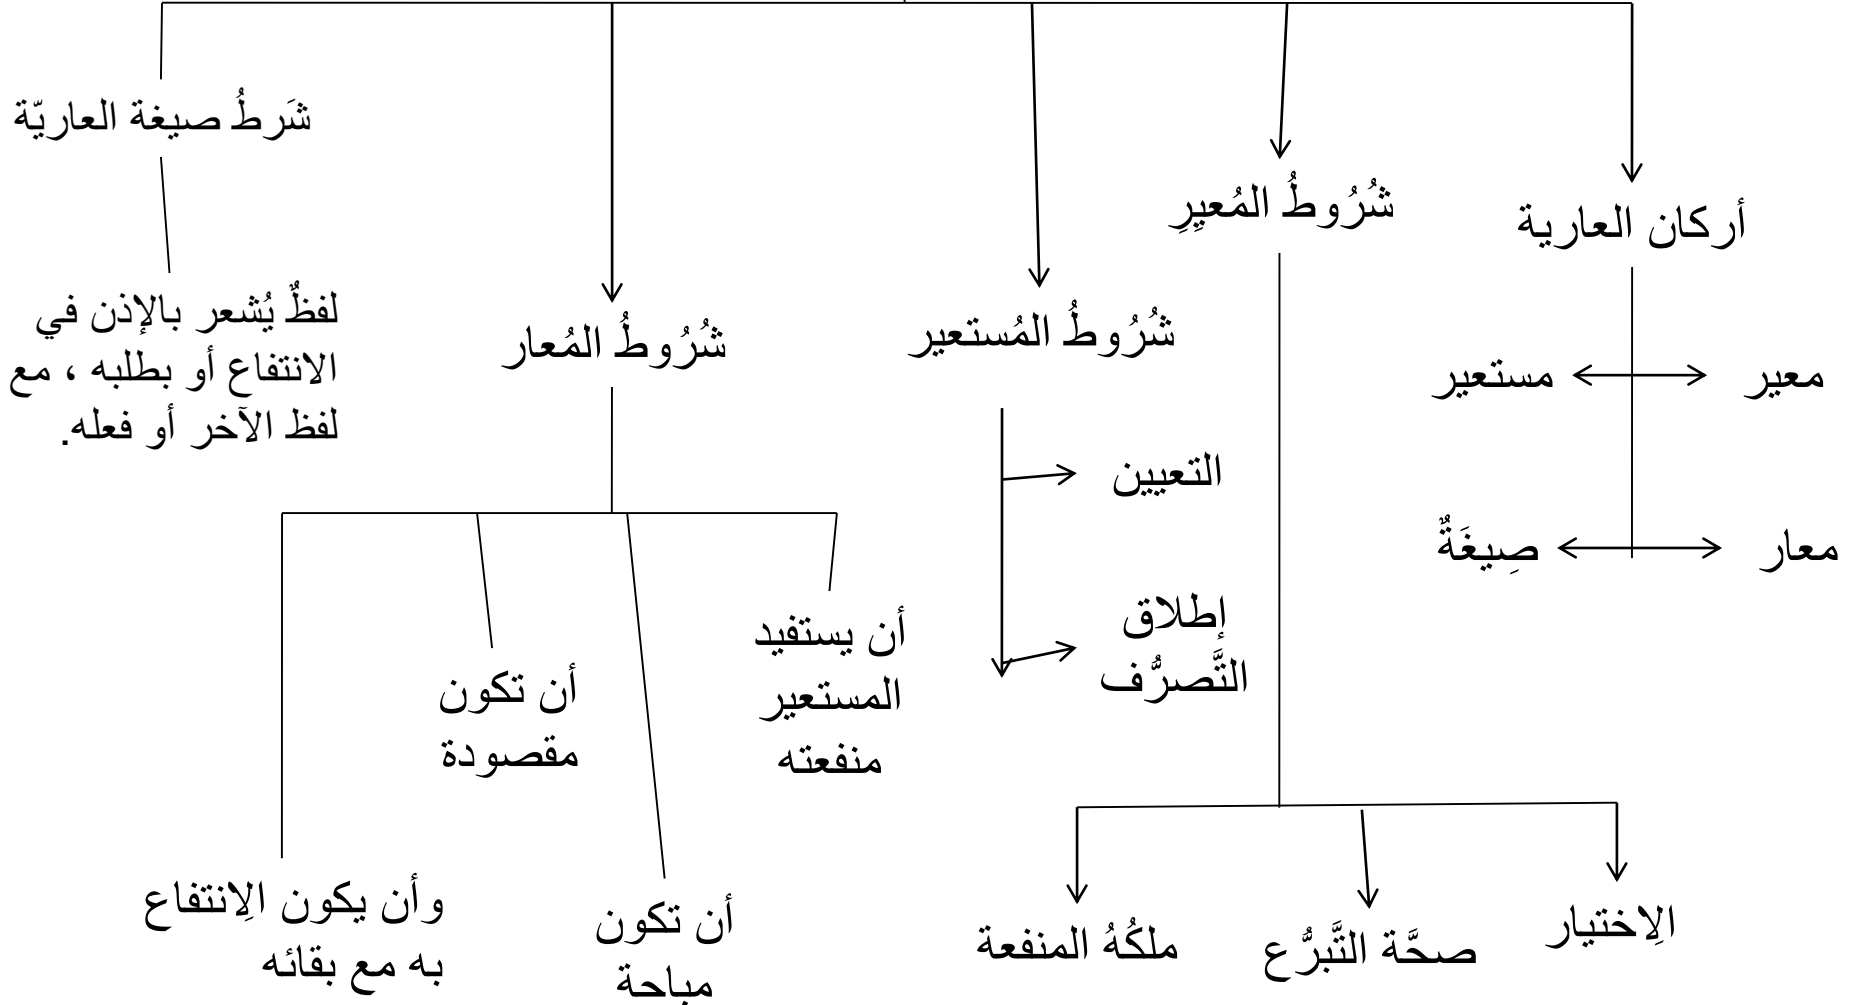 أركان العارية
معير
مستعير
معار
صِيغَةٌ
شُرُوطُ المُعيِرِ
الِاختيار
صحَّة التَّبرُّع
ملكُهُ المنفعة
شُرُوطُ المُستعير
التعيين
إطلاق
التَّصرُّف
شُرُوطُ المُعار
أن يستفيد
المستعير
منفعته
أن تكون
مباحة
أن تكون
مقصودة
وأن يكون الِانتفاع
به مع بقائه
شَرطُ صيغة العاريّة
لفظٌ يُشعر بالإذن في
الانتفاع أو بطلبه ، مع
لفظ الآخر أو فعله.